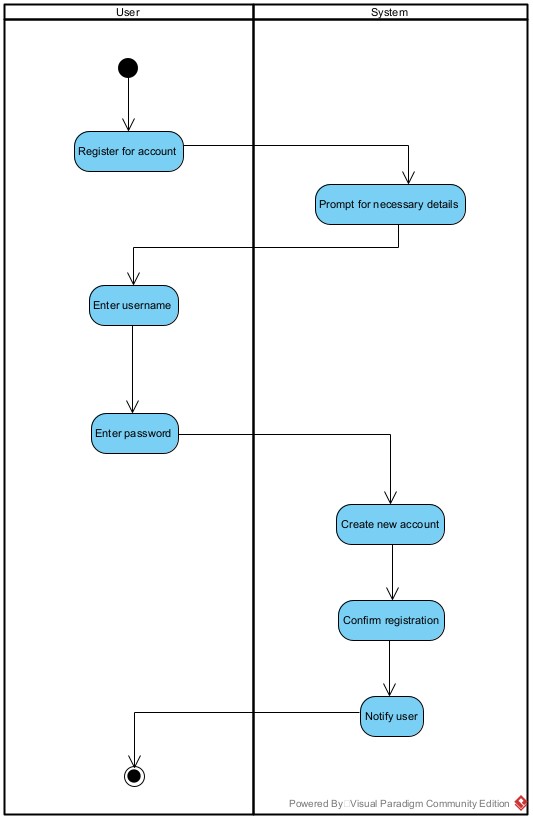 User
System
Register for account
Prompt for necessary details
Enter username
Enter password
Create new account
Confirm registration
Notify user
Powered By Visual Paradigm Community Edition